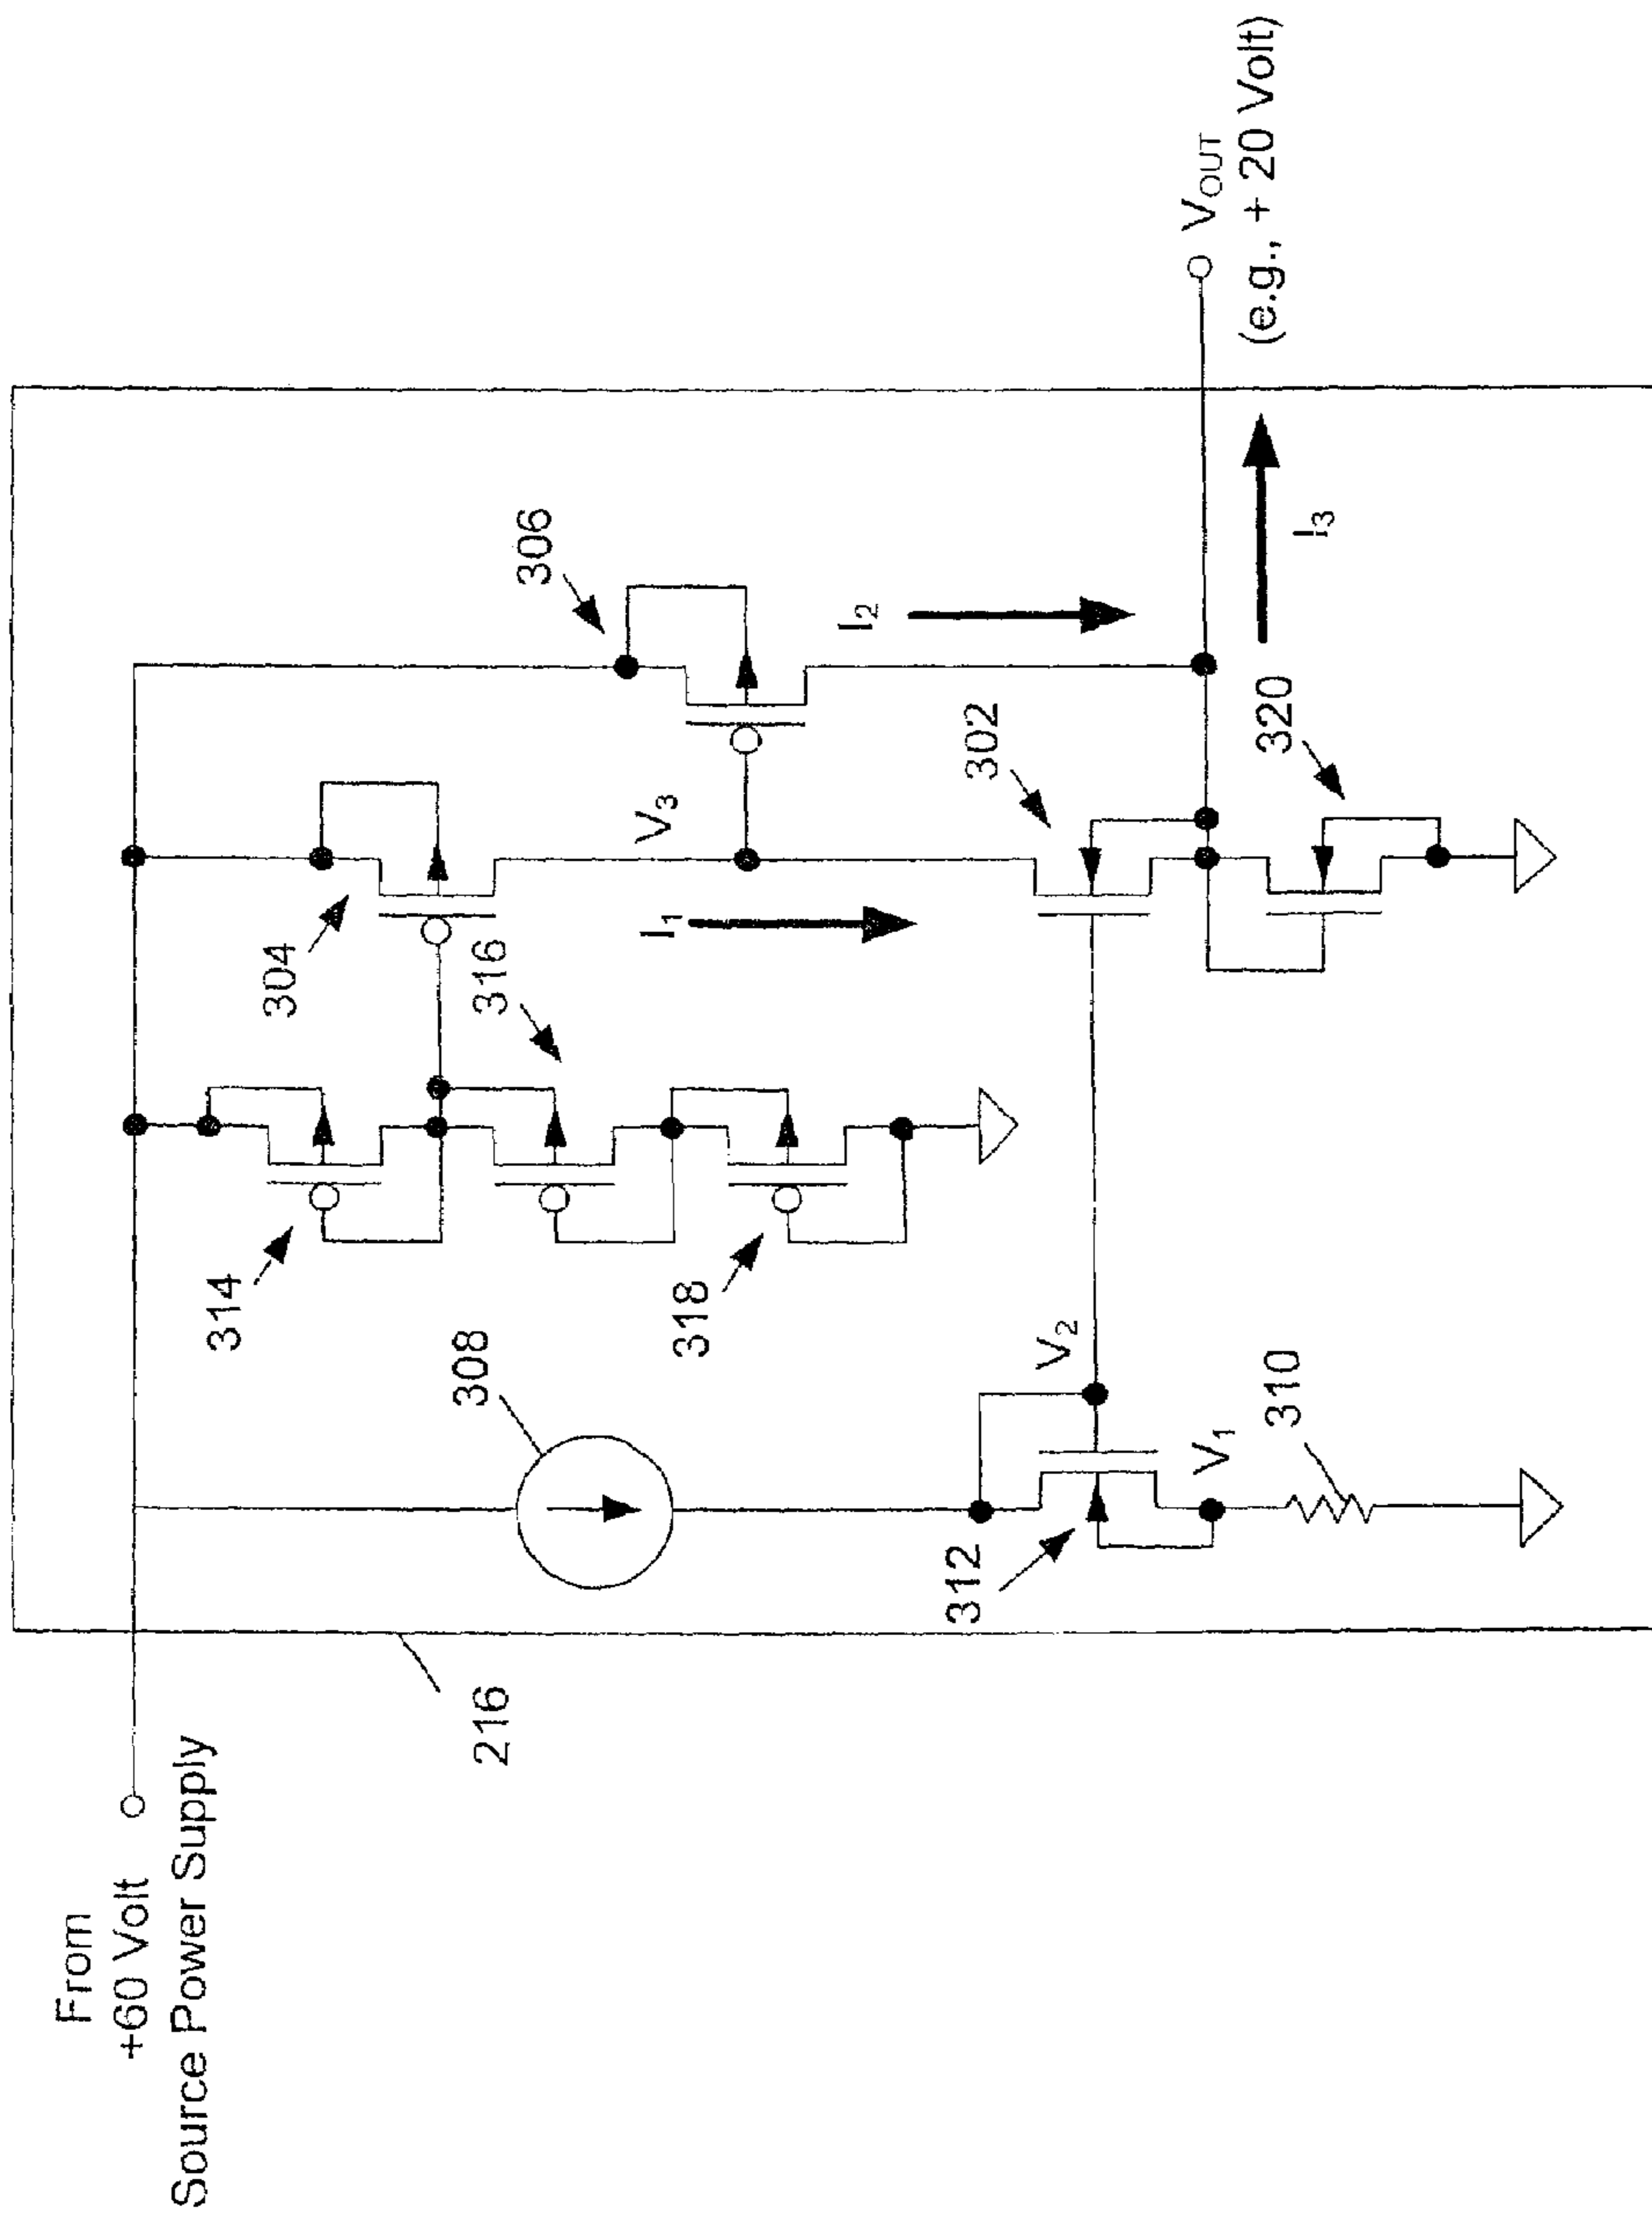 From
+60 Volt
Source Power Supply
216
308
314
318
316
304
306
I₁
V₃
I₂
302
V₂
312
V₁
310
320
I₃
V_OUT
(e.g., + 20 Volt)